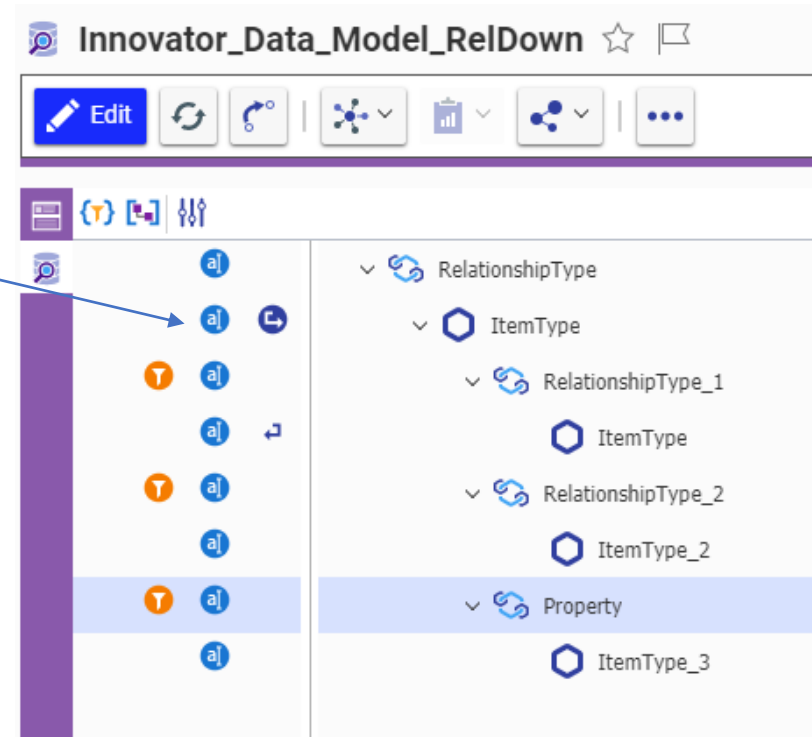 Innovator_Data_Model_RelDown
Edit
RelationshipType
ItemType
RelationshipType_1
ItemType
RelationshipType_2
ItemType_2
Property
ItemType_3